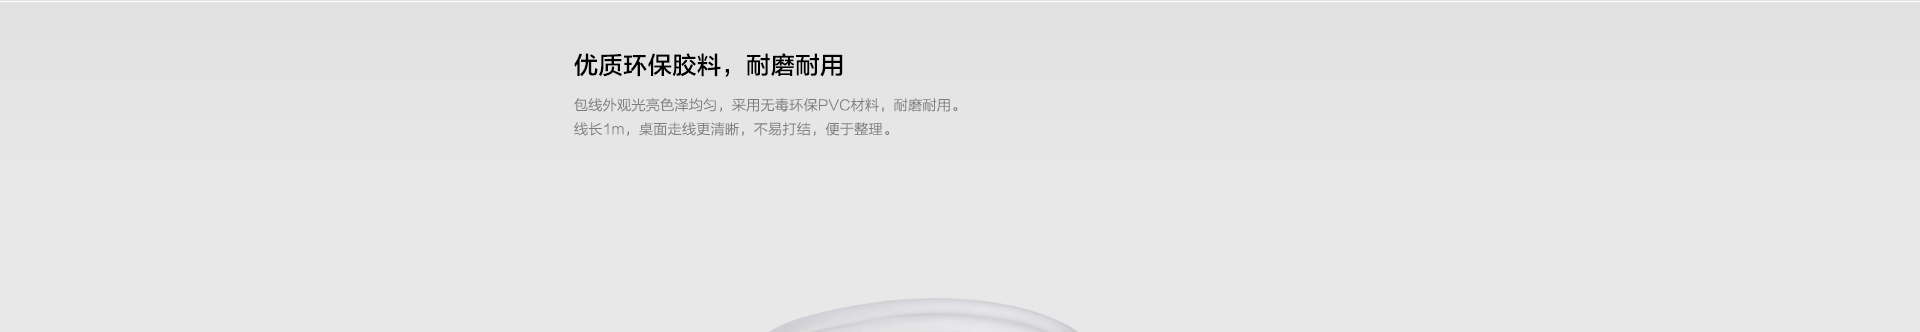 优质环保胶料，耐磨耐用
包线外观光亮色泽均匀，采用无毒环保PVC材料，耐磨耐用。
线长1m，桌面走线更清晰，不易打结，便于整理。